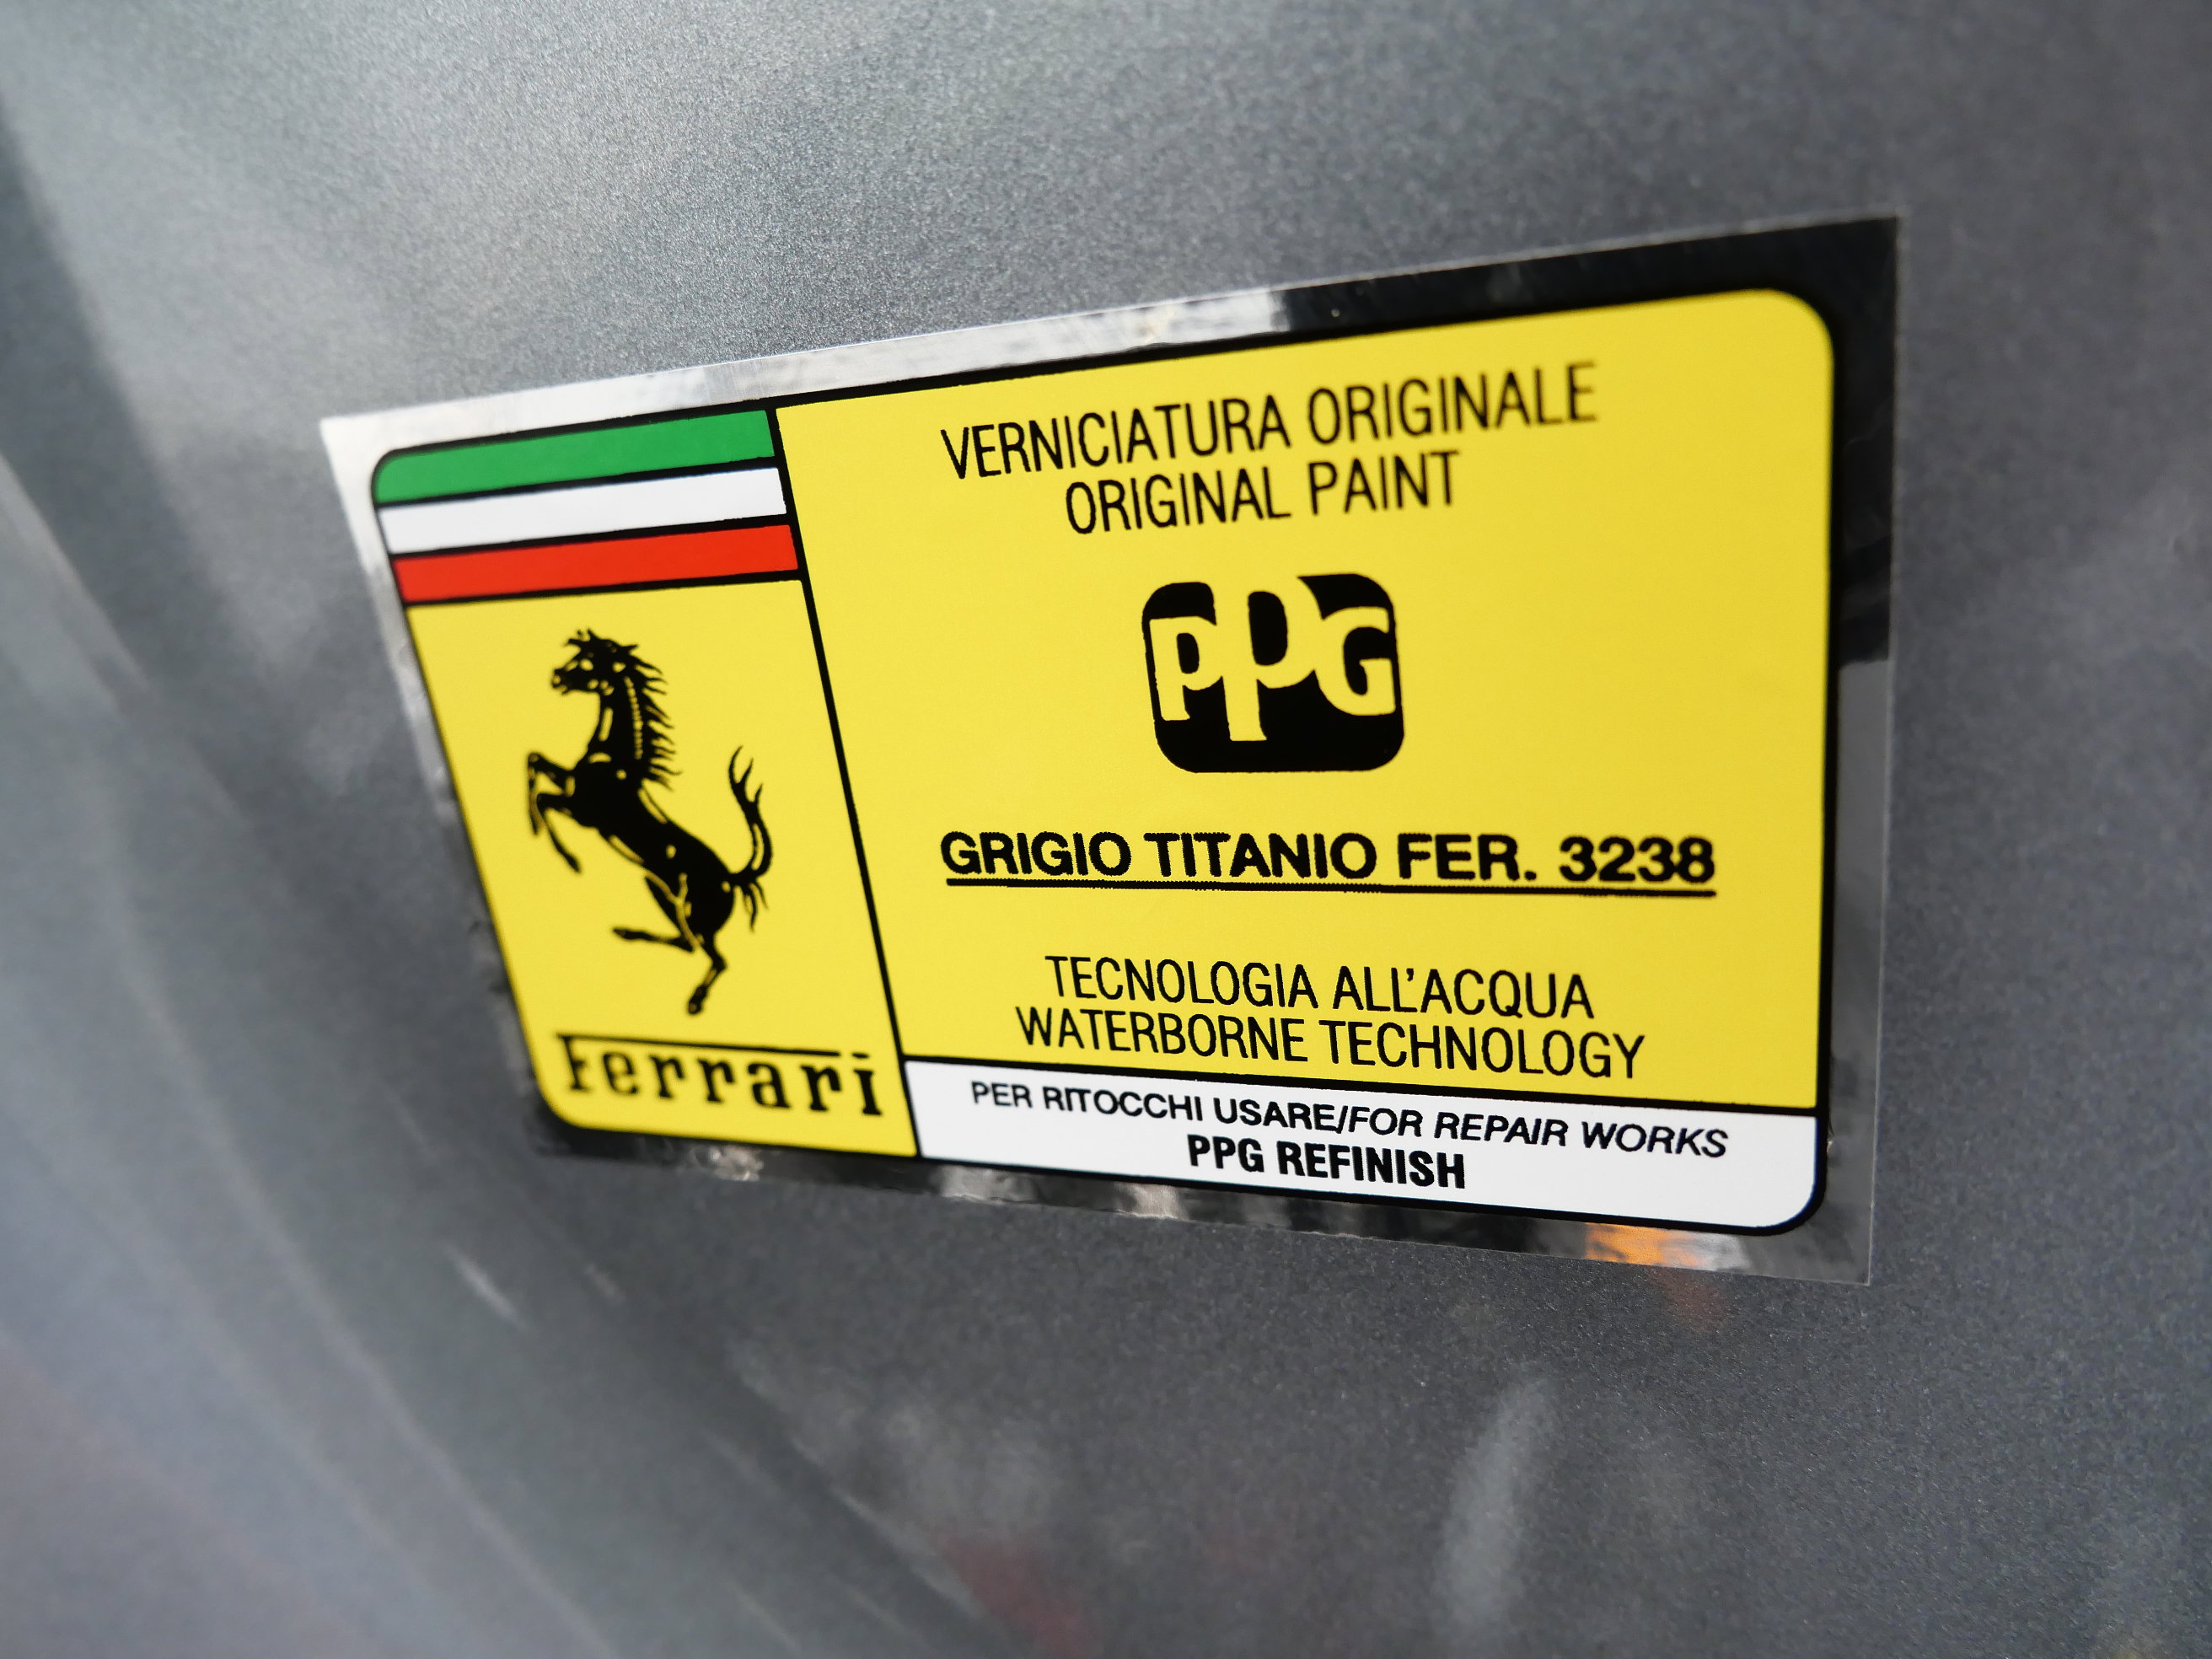 VERNICIATURA ORIGINALE
ORIGINAL PAINT
PPG
GRIGIO TITANIO FER. 3238
TECNOLOGIA ALL'ACQUA
WATERBORNE TECHNOLOGY
Ferrari
PER RITOCCHI USARE/FOR REPAIR WORKS
PPG REFINISH